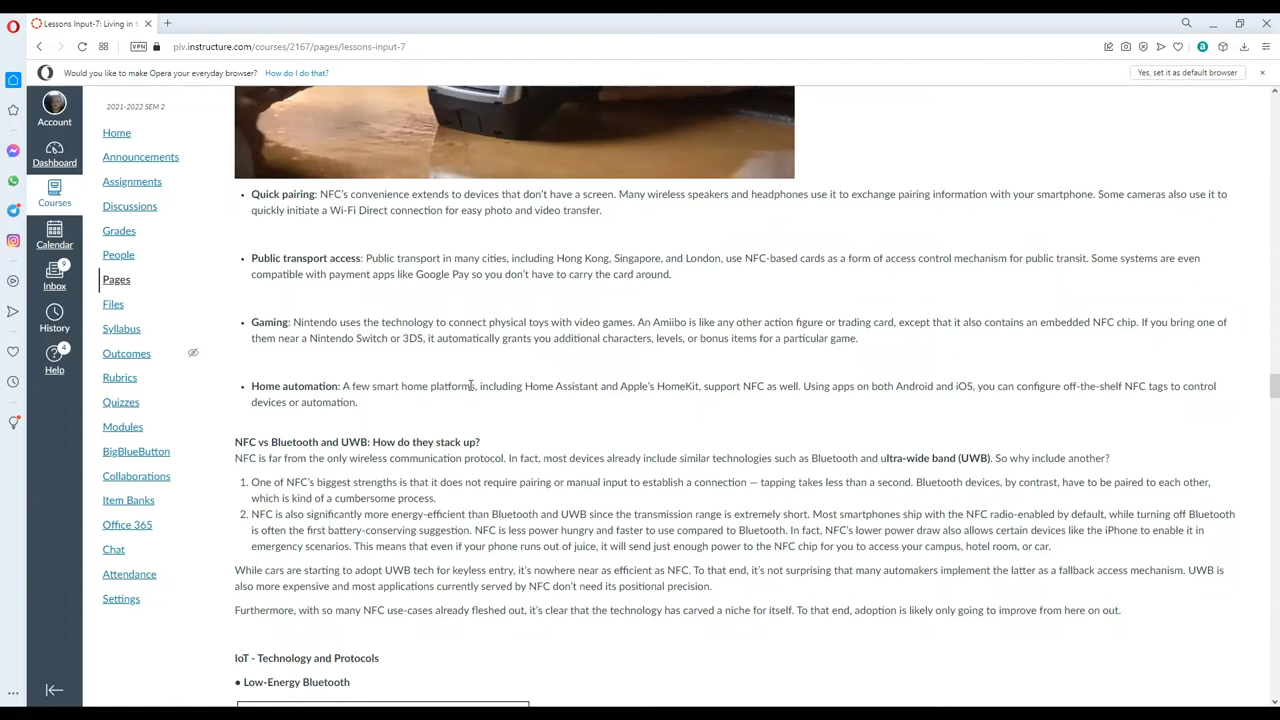 Lessons Input-7: Living in
plv.instructure.com/courses/2167/pages/lessons-input-7
VPN
Would you like to make Opera your everyday browser? How do I do that?
Yes, set it as default browser
Account
Dashboard
Courses
Calendar
9
Inbox
History
4
Help
2021-2022 SEM 2
Home
Announcements
Assignments
Discussions
Grades
People
Pages
Files
Syllabus
Outcomes
Rubrics
Quizzes
Modules
BigBlueButton
Collaborations
Item Banks
Office 365
Chat
Attendance
Settings
• Quick pairing: NFC's convenience extends to devices that don't have a screen. Many wireless speakers and headphones use it to exchange pairing information with your smartphone. Some cameras also use it to
quickly initiate a Wi-Fi Direct connection for easy photo and video transfer.
• Public transport access: Public transport in many cities, including Hong Kong, Singapore, and London, use NFC-based cards as a form of access control mechanism for public transit. Some systems are even
compatible with payment apps like Google Pay so you don't have to carry the card around.
• Gaming: Nintendo uses the technology to connect physical toys with video games. An Amiibo is like any other action figure or trading card, except that it also contains an embedded NFC chip. If you bring one of
them near a Nintendo Switch or 3DS, it automatically grants you additional characters, levels, or bonus items for a particular game.
• Home automation: A few smart home platforms, including Home Assistant and Apple's HomeKit, support NFC as well. Using apps on both Android and iOS, you can configure off-the-shelf NFC tags to control
devices or automation.
NFC vs Bluetooth and UWB: How do they stack up?
NFC is far from the only wireless communication protocol. In fact, most devices already include similar technologies such as Bluetooth and ultra-wide band (UWB). So why include another?
1. One of NFC's biggest strengths is that it does not require pairing or manual input to establish a connection — tapping takes less than a second. Bluetooth devices, by contrast, have to be paired to each other,
which is kind of a cumbersome process.
2. NFC is also significantly more energy-efficient than Bluetooth and UWB since the transmission range is extremely short. Most smartphones ship with the NFC radio-enabled by default, while turning off Bluetooth
is often the first battery-conserving suggestion. NFC is less power hungry and faster to use compared to Bluetooth. In fact, NFC's lower power draw also allows certain devices like the iPhone to enable it in
emergency scenarios. This means that even if your phone runs out of juice, it will send just enough power to the NFC chip for you to access your campus, hotel room, or car.
While cars are starting to adopt UWB tech for keyless entry, it's nowhere near as efficient as NFC. To that end, it's not surprising that many automakers implement the latter as a fallback access mechanism. UWB is
also more expensive and most applications currently served by NFC don't need its positional precision.
Furthermore, with so many NFC use-cases already fleshed out, it's clear that the technology has carved a niche for itself. To that end, adoption is likely only going to improve from here on out.
IoT - Technology and Protocols
● Low-Energy Bluetooth